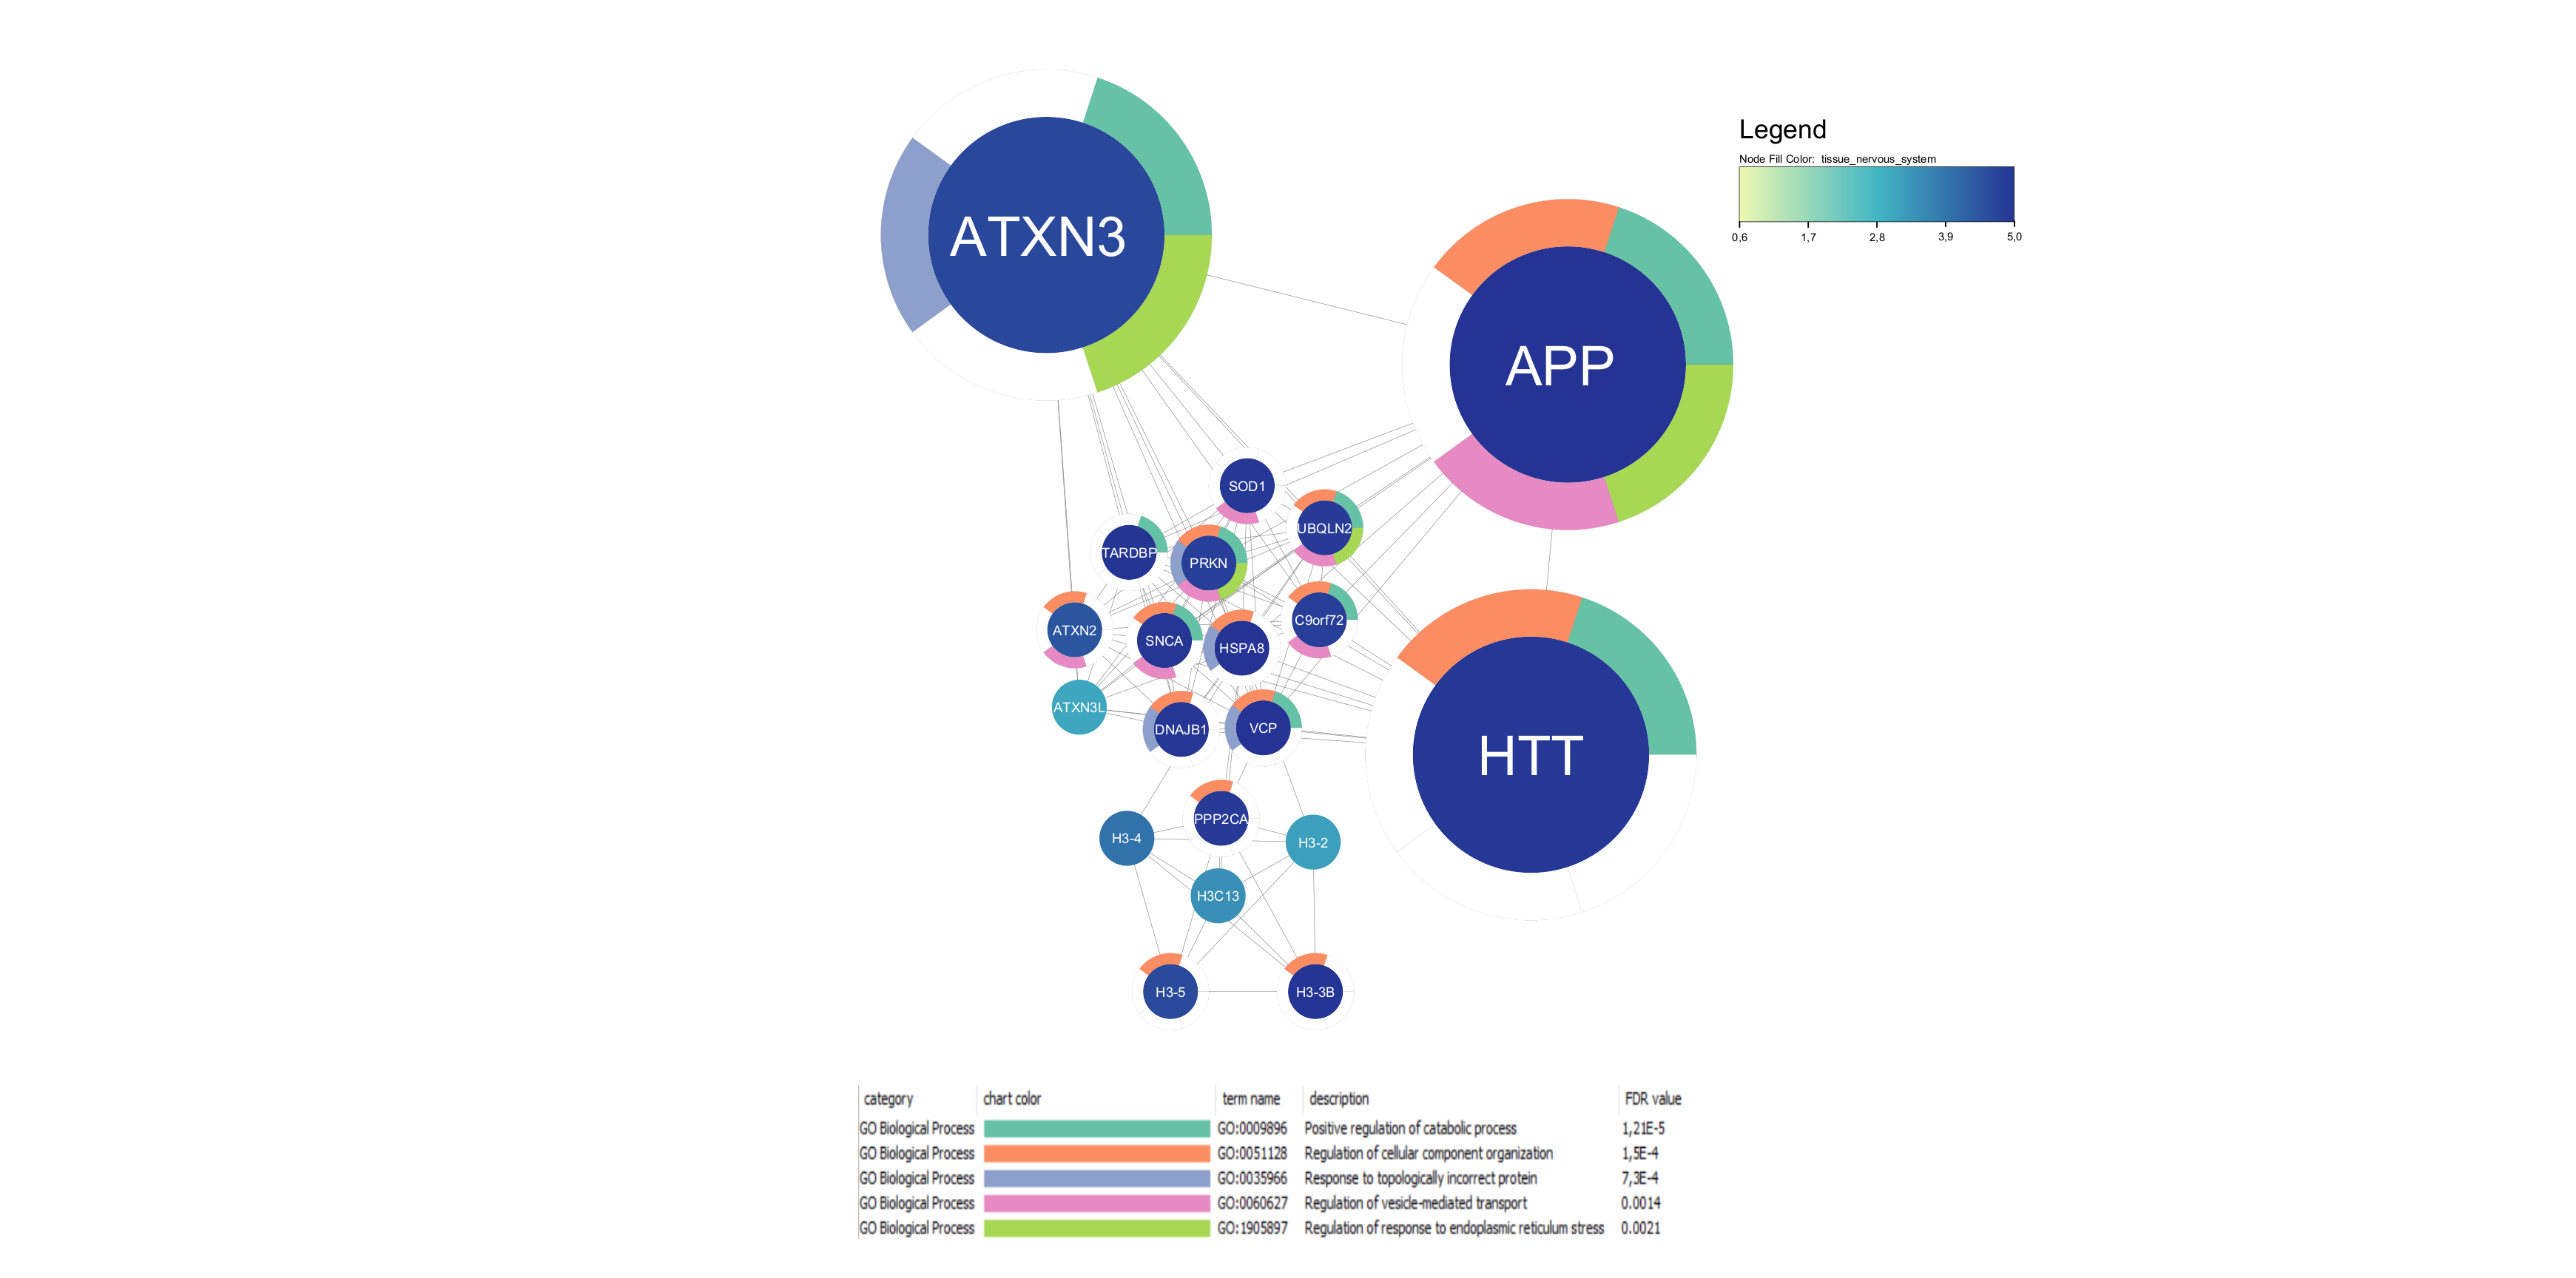 ATXN3
Legend
Node Fill Color: tissue_nervous_system
0,6 1,7 2,8 3,9 5,0
APP
SOD1
UBQLN2
TARDBP
PRKN
C9orf72
ATXN2
SNCA
HSPA8
ATXN3L
DNAJB1
VCP
HTT
PPP2CA
H3-4
H3-2
H3C13
H3-5
H3-3B
category chart color term name description FDR value
GO Biological Process GO:0009896 Positive regulation of catabolic process 1,21E-5
GO Biological Process GO:0051128 Regulation of cellular component organization 1,5E-4
GO Biological Process GO:0035966 Response to topologically incorrect protein 7,3E-4
GO Biological Process GO:0060627 Regulation of vesicle-mediated transport 0.0014
GO Biological Process GO:1905897 Regulation of response to endoplasmic reticulum stress 0.0021